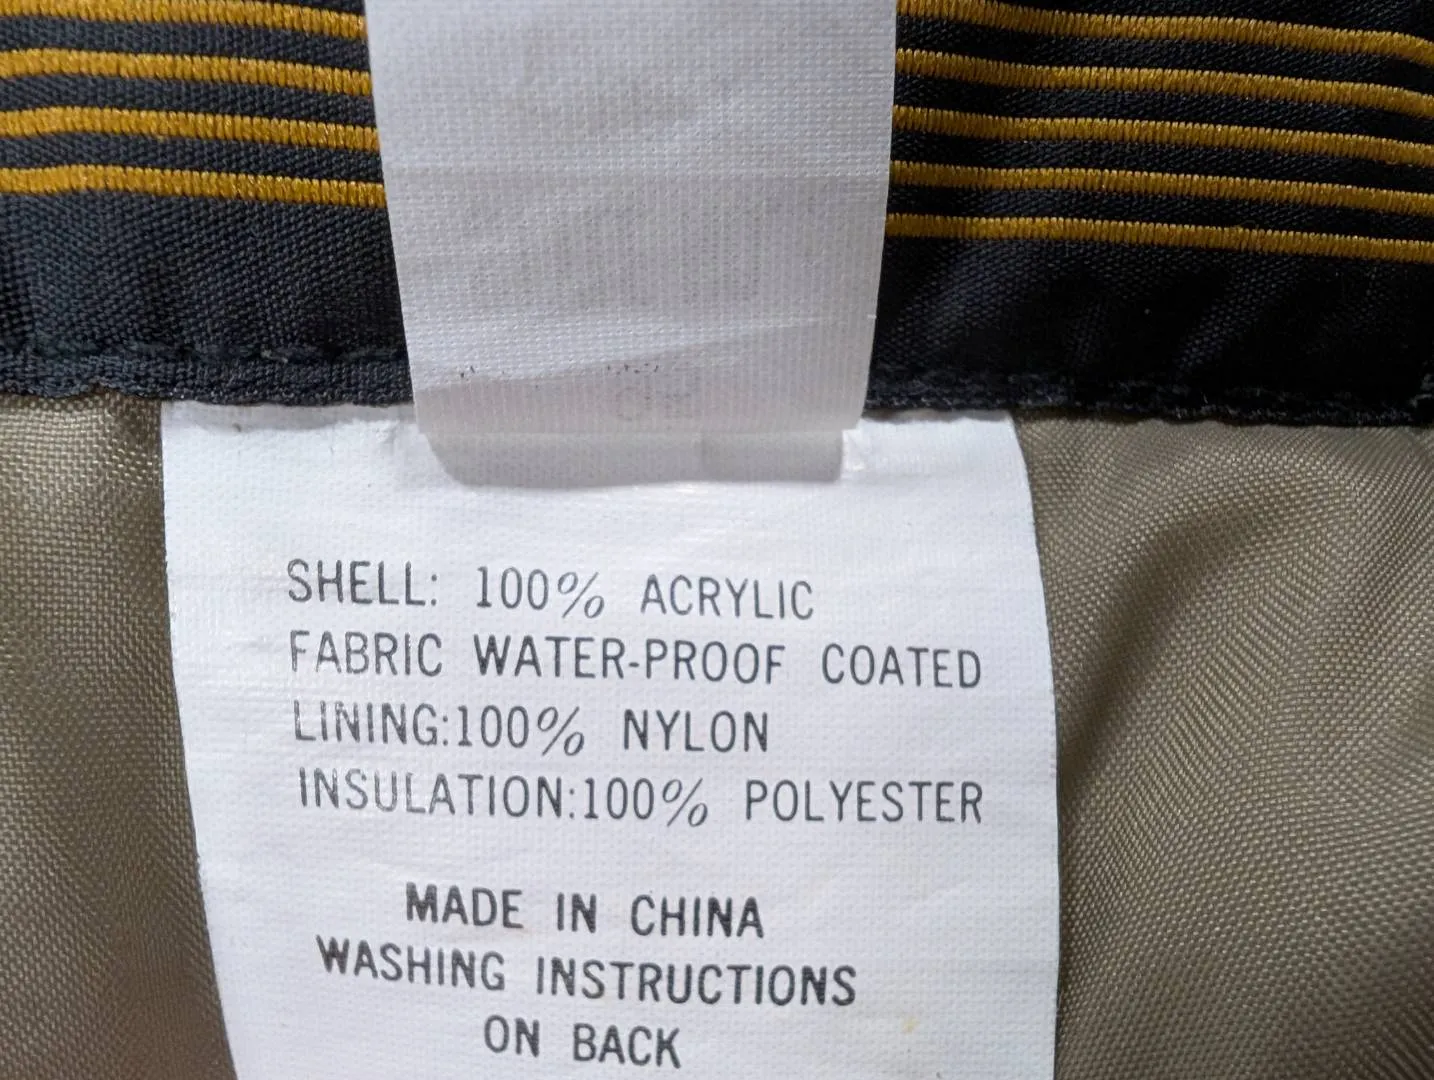 SHELL: 100% ACRYLIC
FABRIC WATER-PROOF COATED
LINING:100% NYLON
INSULATION:100% POLYESTER
MADE IN CHINA
WASHING INSTRUCTIONS
ON BACK